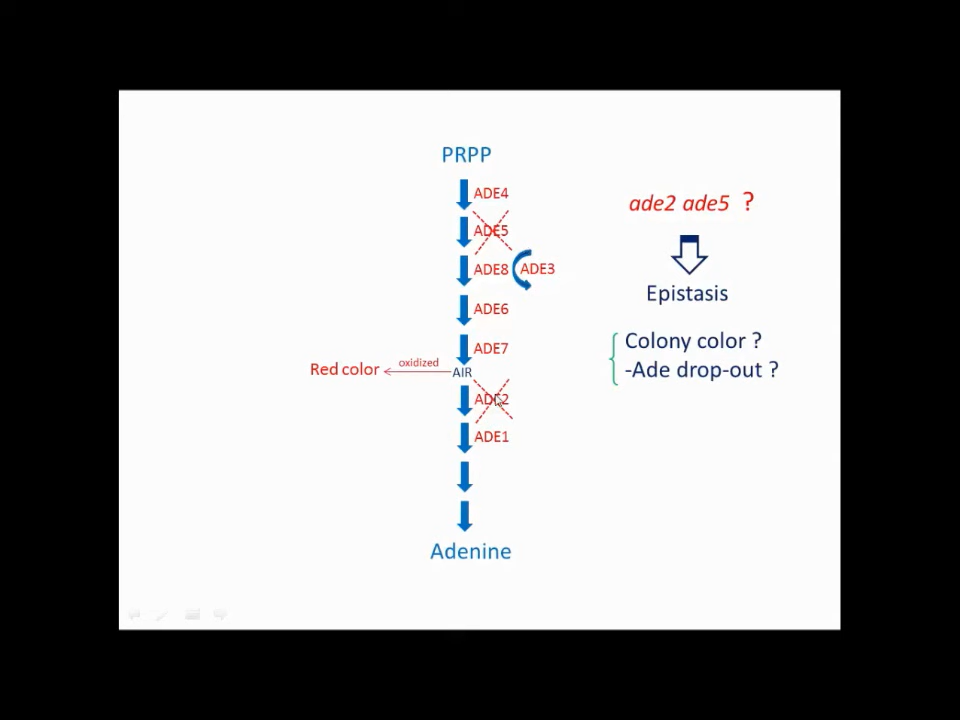 PRPP
ADE4
ADE5
ADE8
ADE3
ADE6
ADE7
Red color
oxidized
AIR
ADE2
ADE1
Adenine
ade2 ade5 ?
Epistasis
Colony color ?
-Ade drop-out ?